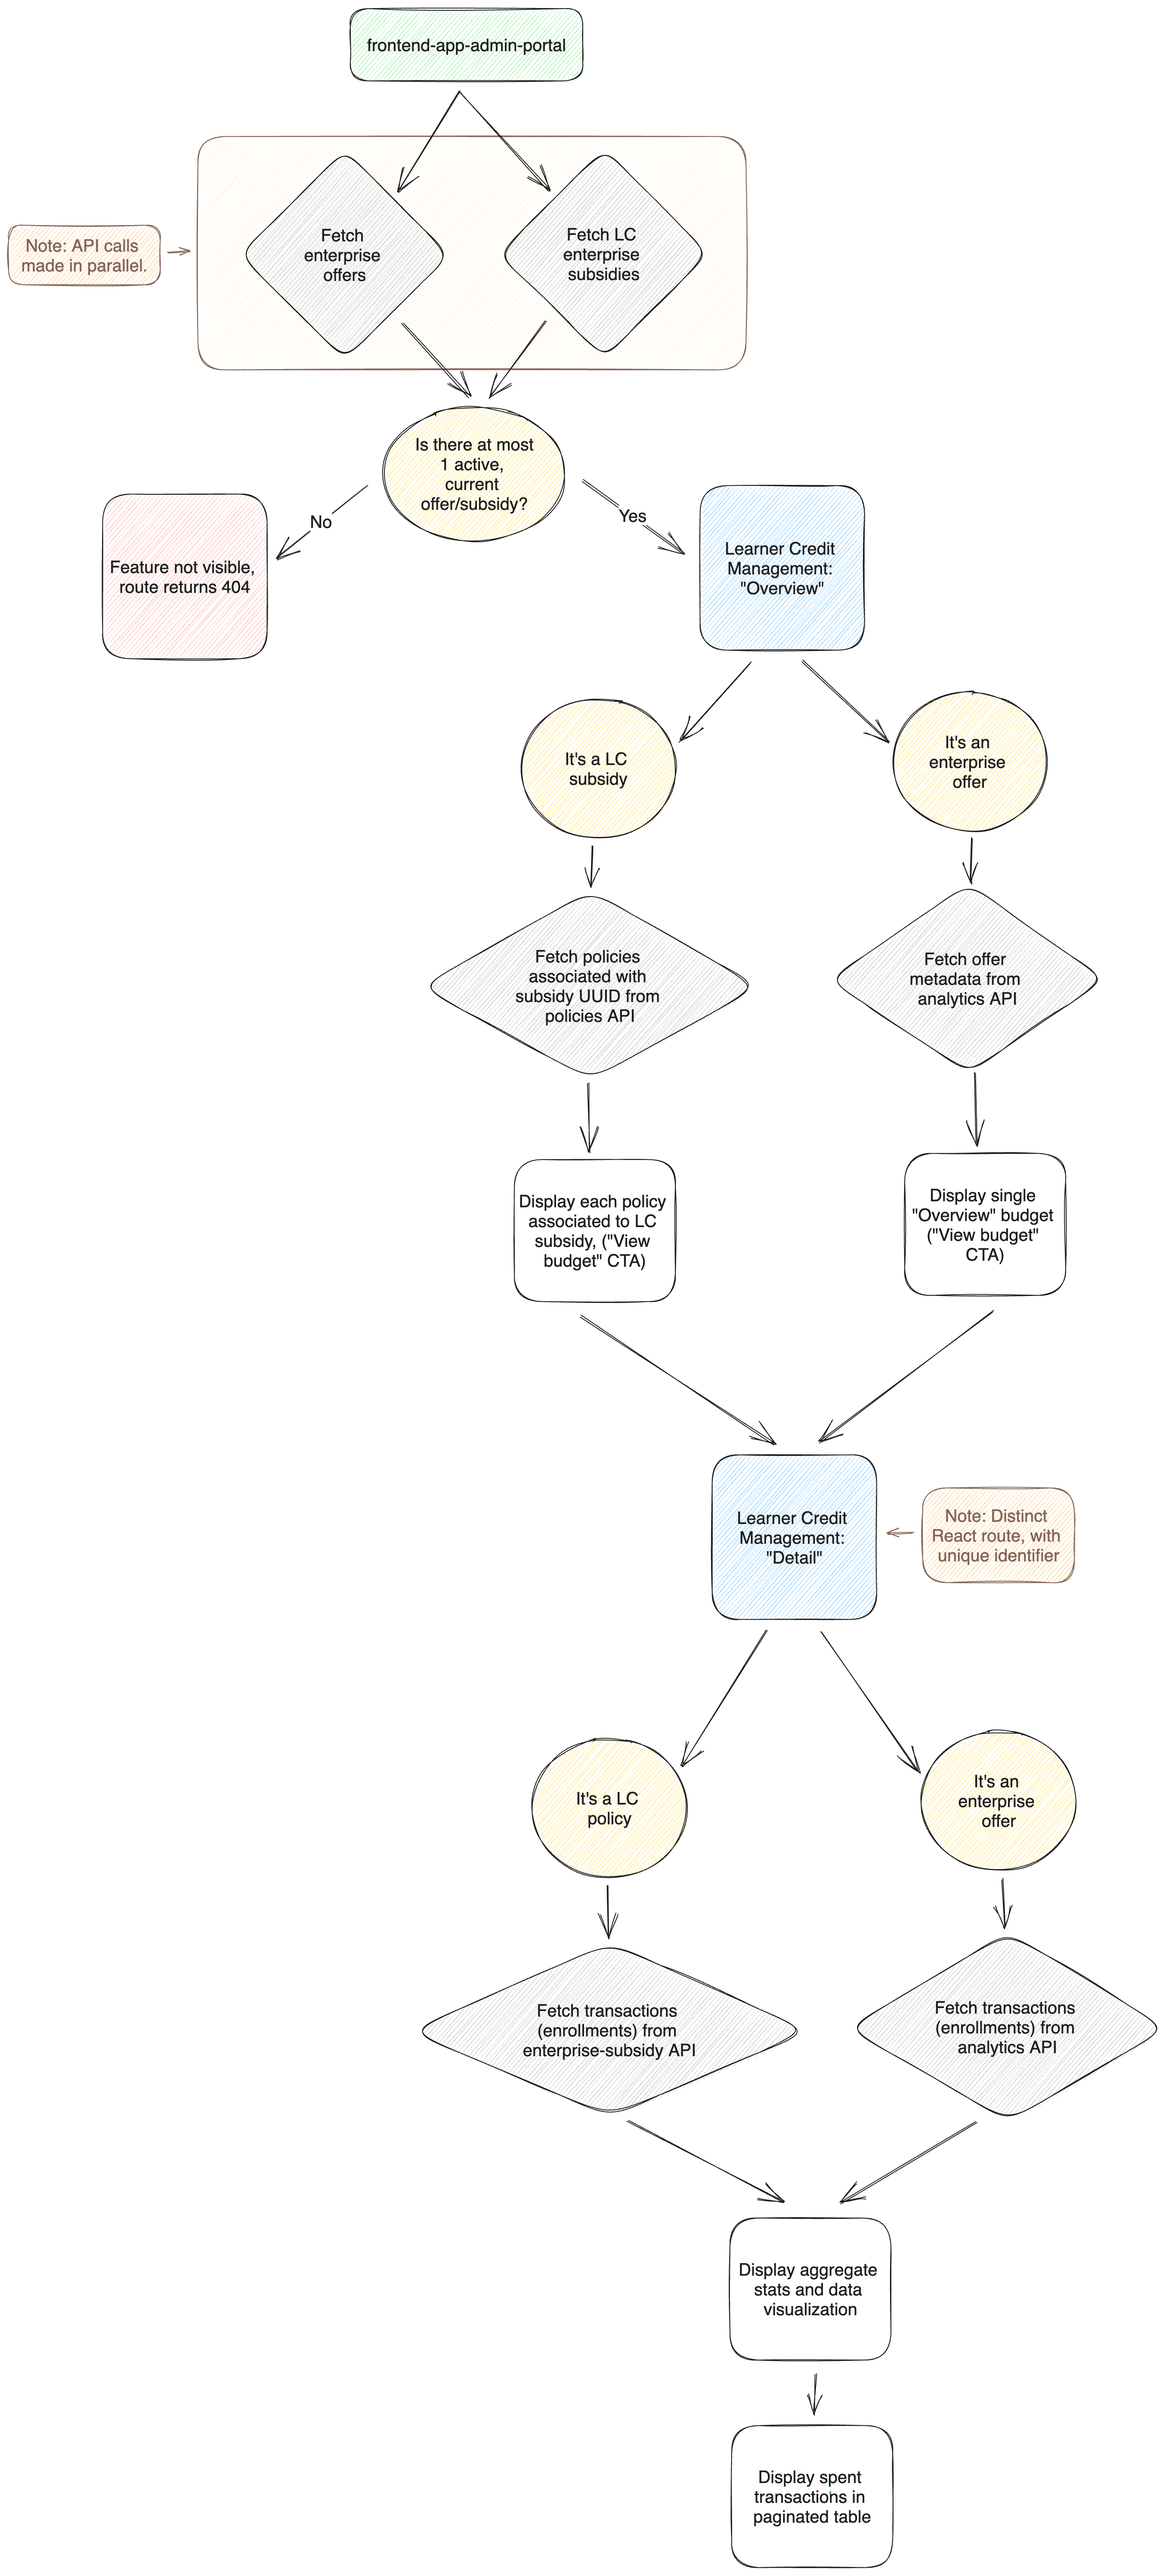 frontend-app-admin-portal
Note: API calls
made in parallel.
Fetch
enterprise
offers
Fetch LC
enterprise
subsidies
Is there at most
1 active,
current
offer/subsidy?
No
Yes
Feature not visible,
route returns 404
Learner Credit
Management:
"Overview"
It's a LC
subsidy
It's an
enterprise
offer
Fetch policies
associated with
subsidy UUID from
policies API
Fetch offer
metadata from
analytics API
Display each policy
associated to LC
subsidy, ("View
budget" CTA)
Display single
"Overview" budget
("View budget"
CTA)
Learner Credit
Management:
"Detail"
Note: Distinct
React route, with
unique identifier
It's a LC
policy
It's an
enterprise
offer
Fetch transactions
(enrollments) from
enterprise-subsidy API
Fetch transactions
(enrollments) from
analytics API
Display aggregate
stats and data
visualization
Display spent
transactions in
paginated table